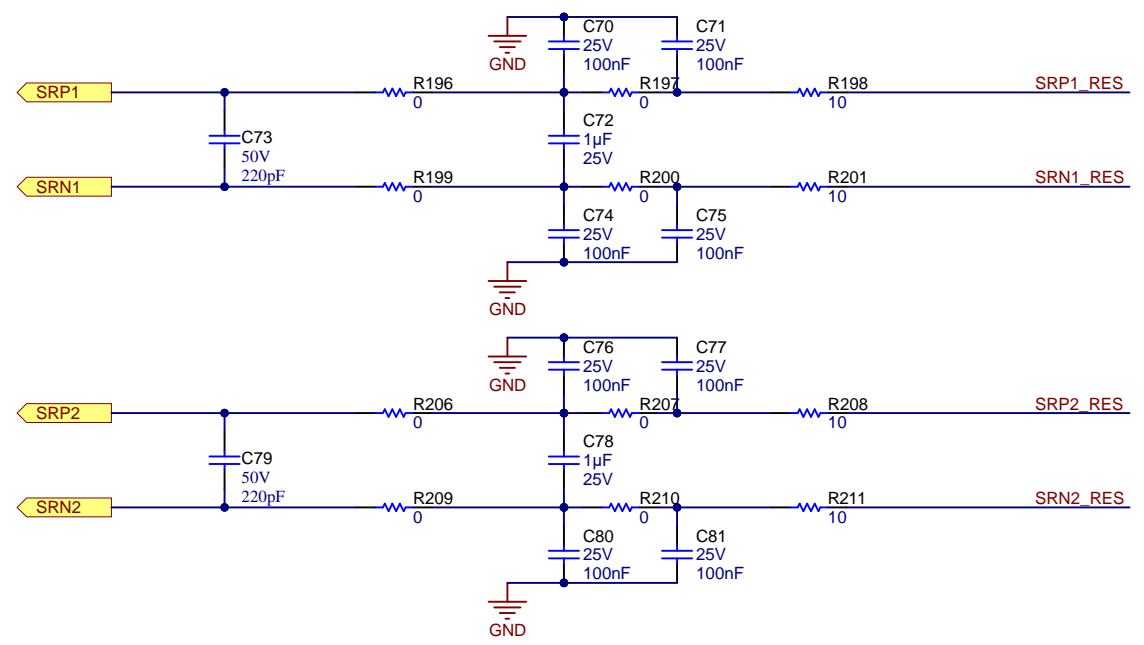 C70
25V
100nF
C71
25V
100nF
GND
SRP1
R196
0
R197
0
R198
10
SRP1_RES
C73
50V
220pF
C72
1µF
25V
SRN1
R199
0
R200
0
R201
10
SRN1_RES
C74
25V
100nF
C75
25V
100nF
GND
C76
25V
100nF
C77
25V
100nF
GND
SRP2
R206
0
R207
0
R208
10
SRP2_RES
C79
50V
220pF
C78
1µF
25V
SRN2
R209
0
R210
0
R211
10
SRN2_RES
C80
25V
100nF
C81
25V
100nF
GND